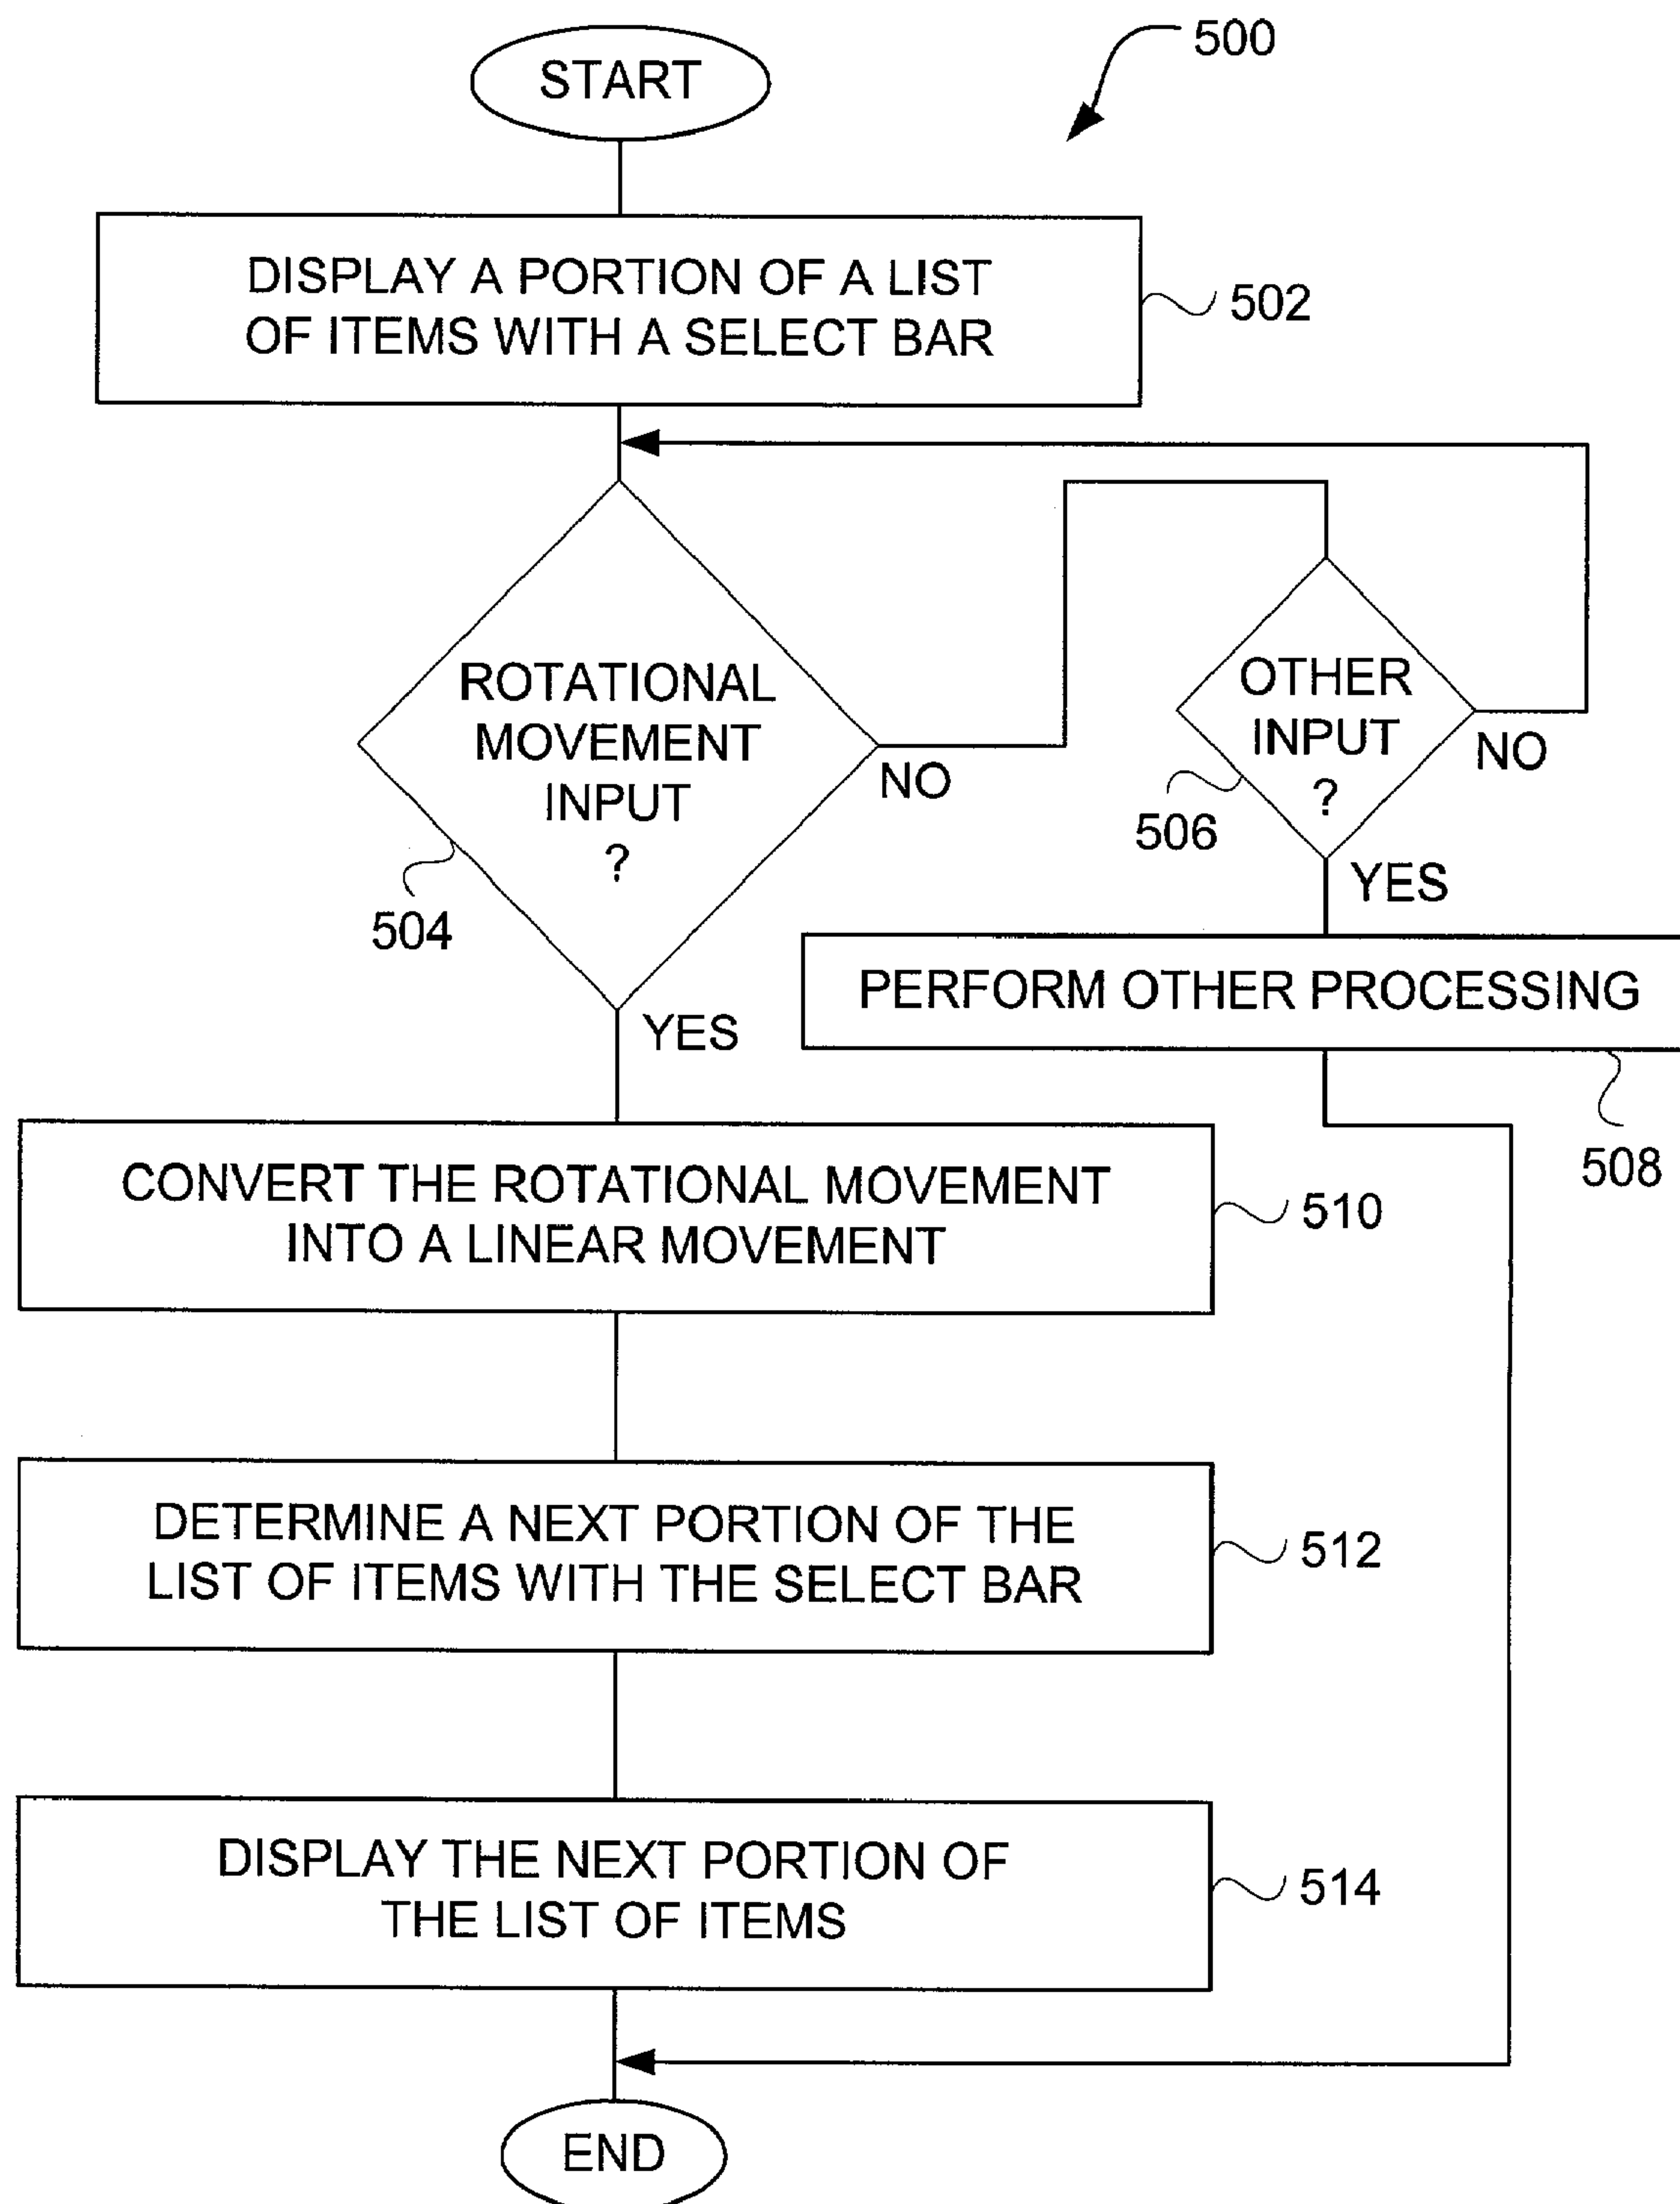 500
START
DISPLAY A PORTION OF A LIST
OF ITEMS WITH A SELECT BAR
502
ROTATIONAL
MOVEMENT
INPUT
?
504
NO
OTHER
INPUT
?
506
NO
YES
PERFORM OTHER PROCESSING
508
YES
CONVERT THE ROTATIONAL MOVEMENT
INTO A LINEAR MOVEMENT
510
DETERMINE A NEXT PORTION OF THE
LIST OF ITEMS WITH THE SELECT BAR
512
DISPLAY THE NEXT PORTION OF
THE LIST OF ITEMS
514
END